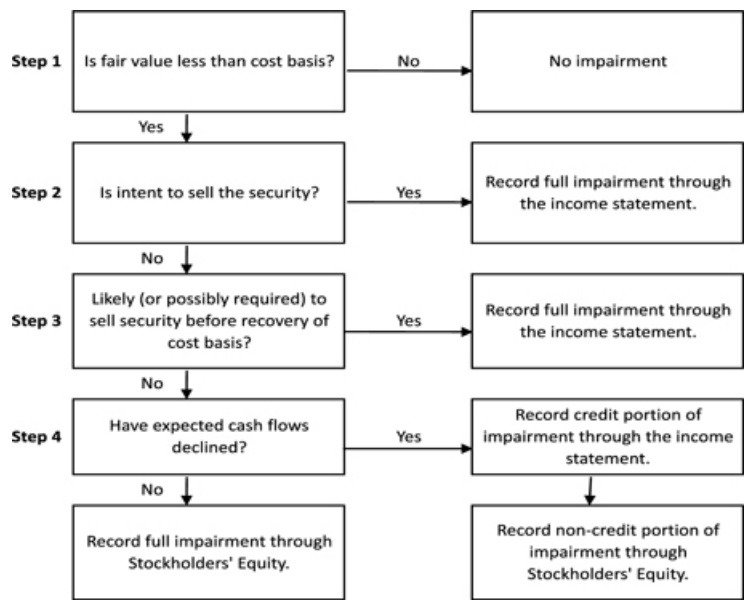 Step 1
Is fair value less than cost basis?
No
No impairment
Yes
Step 2
Is intent to sell the security?
Yes
Record full impairment through
the income statement.
No
Step 3
Likely (or possibly required) to
sell security before recovery of
cost basis?
Yes
Record full impairment through
the income statement.
No
Step 4
Have expected cash flows
declined?
Yes
Record credit portion of
impairment through the income
statement.
No
Record full impairment through
Stockholders' Equity.
Record non-credit portion of
impairment through
Stockholders' Equity.